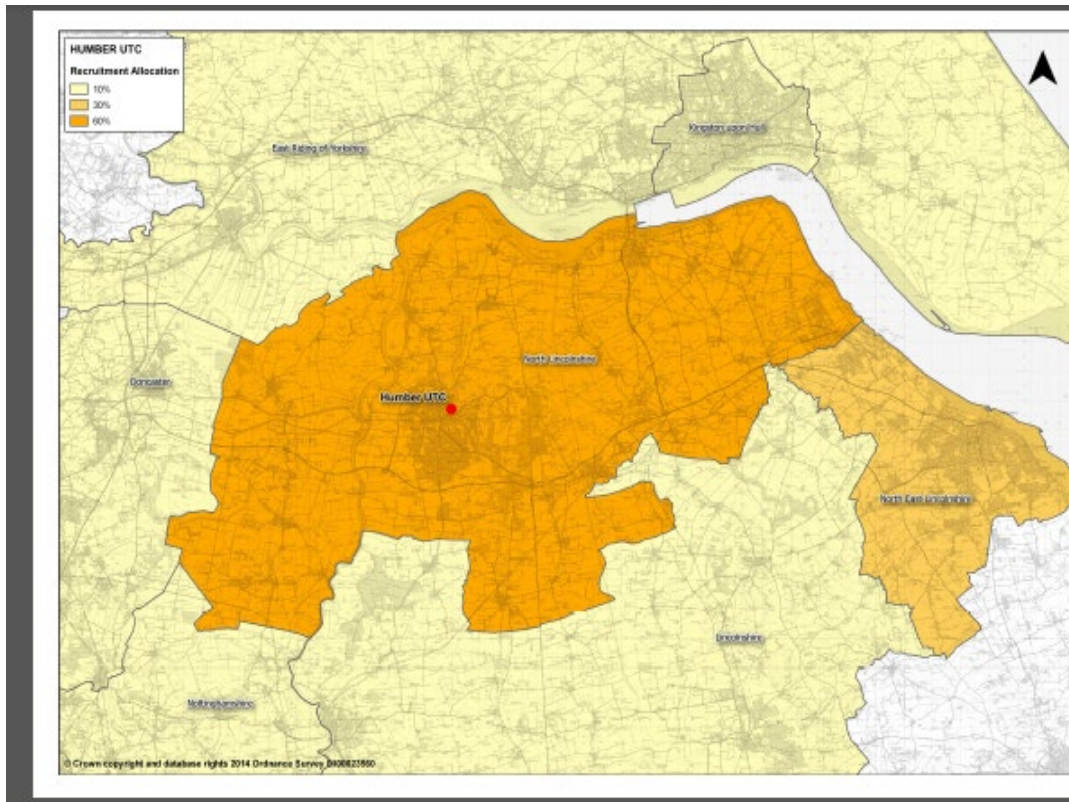 HUMBER UTC
Recruitment Allocation
10%
30%
60%
Kingston upon Hull
East Riding of Yorkshire
North Lincolnshire
Doncaster
Humber UTC
North East Lincolnshire
Lincolnshire
Nottinghamshire
© Crown copyright and database rights 2014 Ordnance Survey